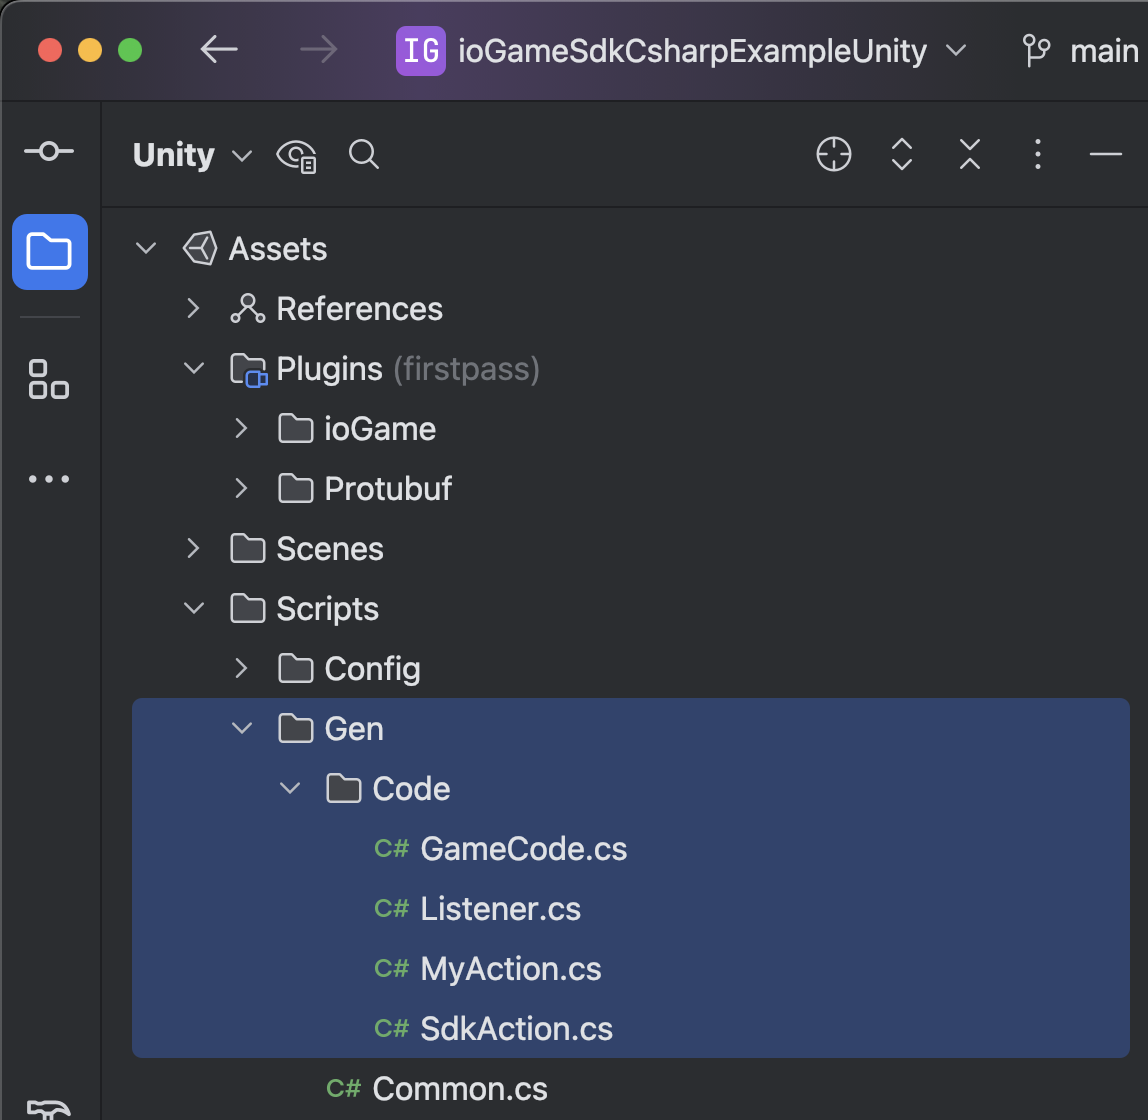 IG ioGameSdkCsharpExampleUnity main
Unity
Assets
References
Plugins (firstpass)
ioGame
Protubuf
Scenes
Scripts
Config
Gen
Code
C# GameCode.cs
C# Listener.cs
C# MyAction.cs
C# SdkAction.cs
C# Common.cs